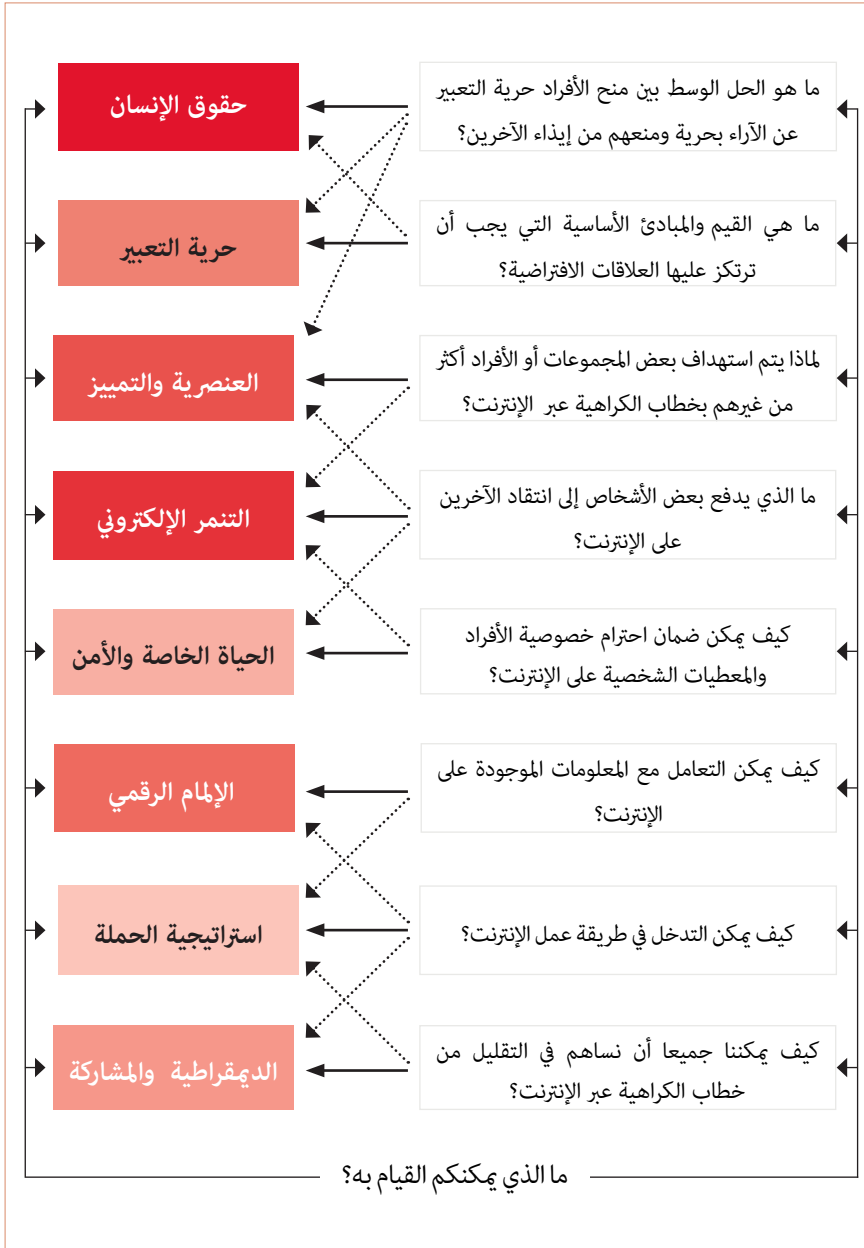 ما هو الحل الوسط بين منح الأفراد حرية التعبير
عن الآراء بحرية ومنعهم من إيذاء الآخرين؟
حقوق الإنسان
ما هي القيم والمبادئ الأساسية التي يجب أن
ترتكز عليها العلاقات الافتراضية؟
حرية التعبير
لماذا يتم استهداف بعض المجموعات أو الأفراد أكثر
من غيرهم بخطاب الكراهية عبر الإنترنت؟
العنصرية والتمييز
ما الذي يدفع بعض الأشخاص إلى انتقاد الآخرين
على الإنترنت؟
التنمر الإلكتروني
كيف يمكن ضمان احترام خصوصية الأفراد
والمعطيات الشخصية على الإنترنت؟
الحياة الخاصة والأمن
كيف يمكن التعامل مع المعلومات الموجودة على
الإنترنت؟
الإلمام الرقمي
كيف يمكن التدخل في طريقة عمل الإنترنت؟
استراتيجية الحملة
كيف يمكننا جميعا أن نساهم في التقليل من
خطاب الكراهية عبر الإنترنت؟
الديمقراطية والمشاركة
ما الذي يمكنكم القيام به؟